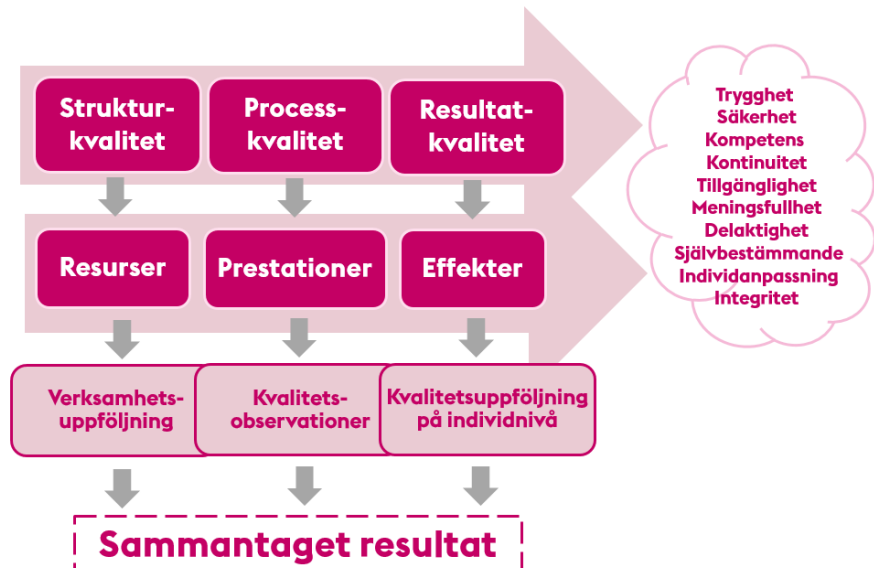 Struktur-
kvalitet
Process-
kvalitet
Resultat-
kvalitet
Trygghet
Säkerhet
Kompetens
Kontinuitet
Tillgänglighet
Meningsfullhet
Delaktighet
Självbestämmande
Individanpassning
Integritet
Resurser
Prestationer
Effekter
Verksamhets-
uppföljning
Kvalitets-
observationer
Kvalitetsuppföljning
på individnivå
Sammantaget resultat